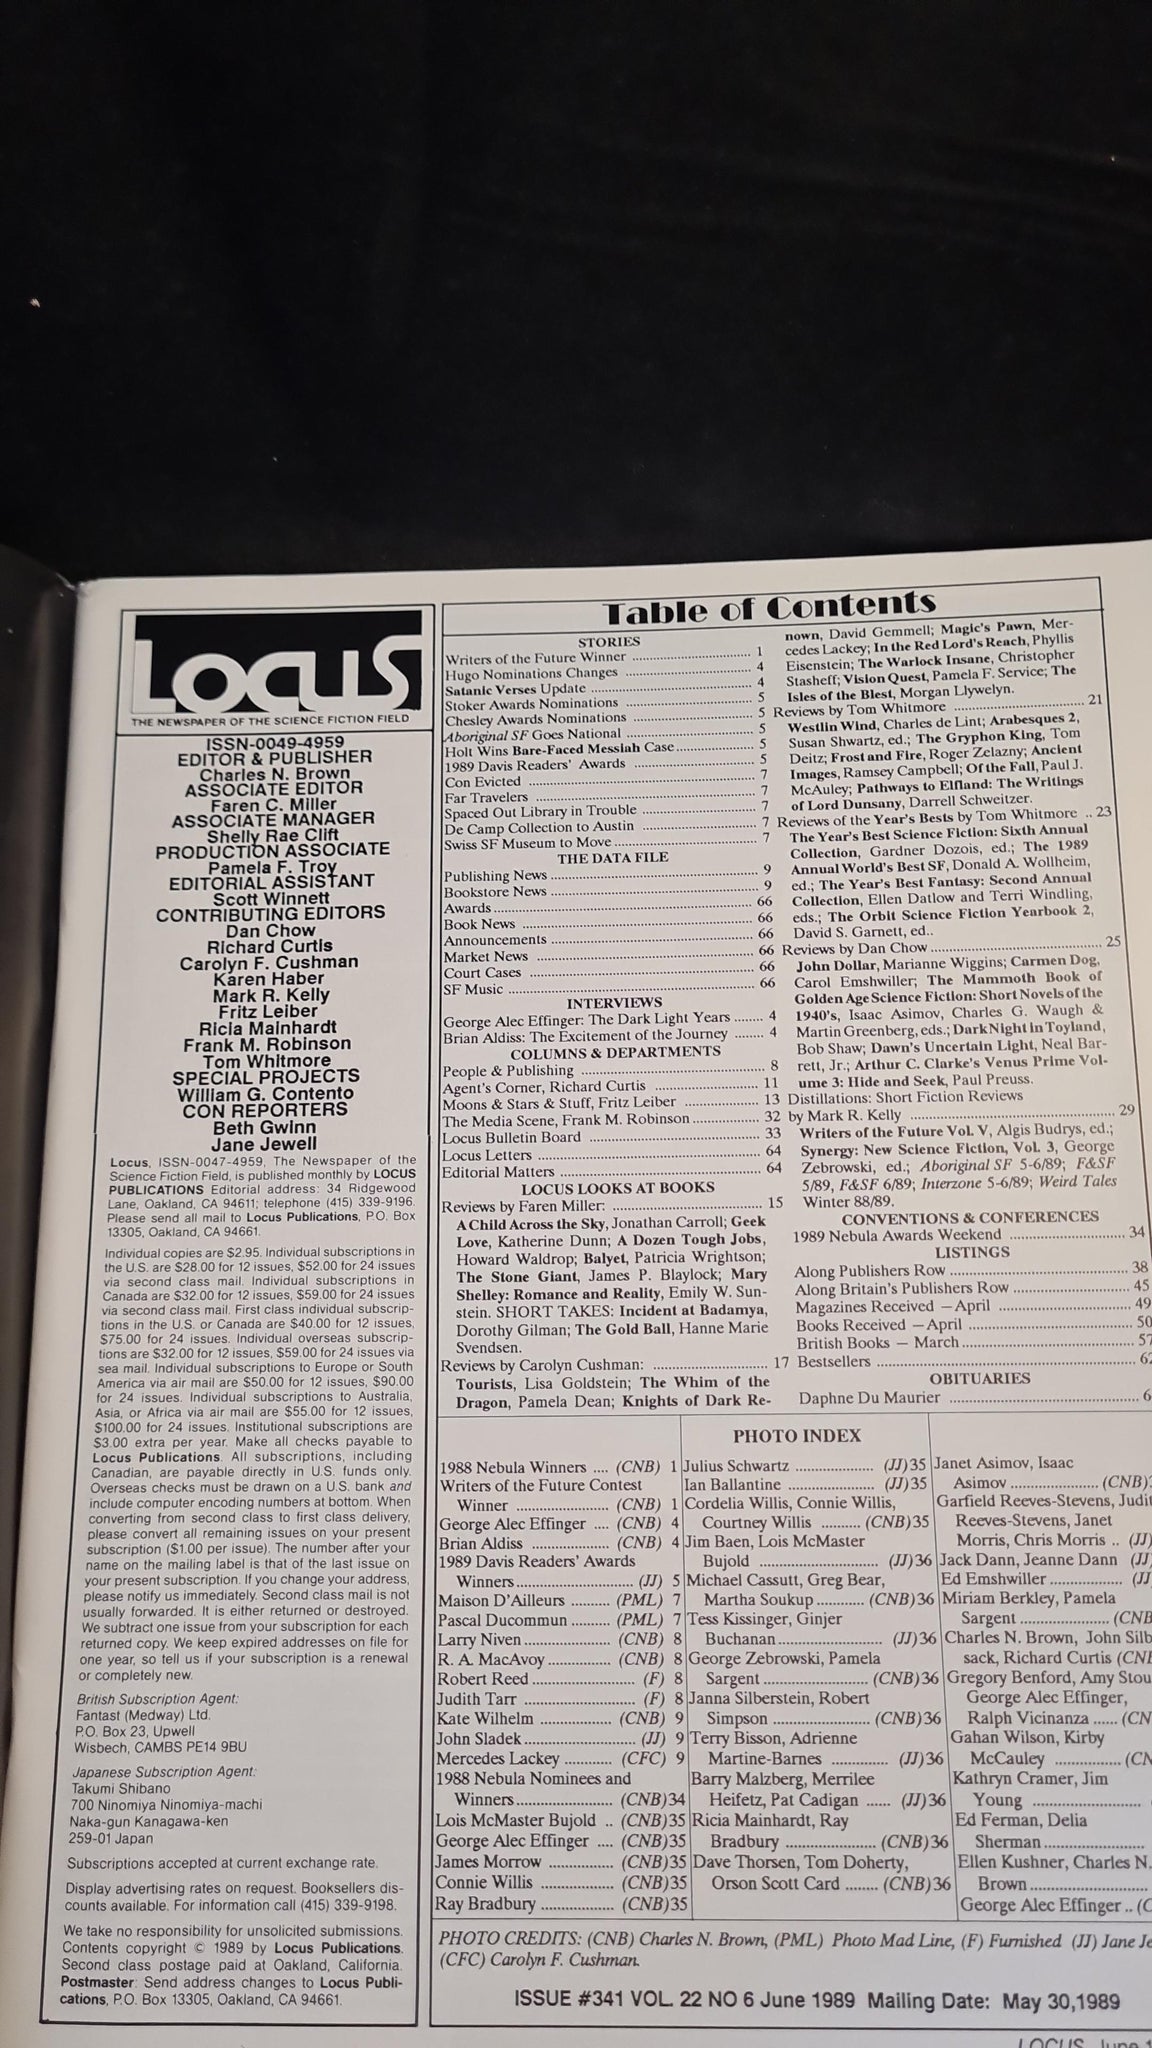 LOCUS
THE NEWSPAPER OF THE SCIENCE FICTION FIELD
ISSN-0049-4959
EDITOR & PUBLISHER
Charles N. Brown
ASSOCIATE EDITOR
Faren C. Miller
ASSOCIATE MANAGER
Shelly Rae Clift
PRODUCTION ASSOCIATE
Pamela F. Troy
EDITORIAL ASSISTANT
Scott Winnett
CONTRIBUTING EDITORS
Dan Chow
Richard Curtis
Carolyn F. Cushman
Karen Haber
Mark R. Kelly
Fritz Leiber
Ricia Mainhardt
Frank M. Robinson
Tom Whitmore
SPECIAL PROJECTS
William G. Contento
CON REPORTERS
Beth Gwinn
Jane Jewell
Locus, ISSN-0047-4959, The Newspaper of the
Science Fiction Field, is published monthly by LOCUS
PUBLICATIONS Editorial address: 34 Ridgewood
Lane, Oakland, CA 94611; telephone (415) 339-9196.
Please send all mail to Locus Publications, P.O. Box
13305, Oakland, CA 94661.
Individual copies are $2.95. Individual subscriptions in
the U.S. are $28.00 for 12 issues, $52.00 for 24 issues
via second class mail. Individual subscriptions in
Canada are $32.00 for 12 issues, $59.00 for 24 issues
via second class mail. First class individual subscrip-
tions in the U.S. or Canada are $40.00 for 12 issues,
$75.00 for 24 issues. Individual overseas subscrip-
tions are $32.00 for 12 issues, $59.00 for 24 issues via
sea mail. Individual subscriptions to Europe or South
America via air mail are $50.00 for 12 issues, $90.00
for 24 issues. Individual subscriptions to Australia,
Asia, or Africa via air mail are $55.00 for 12 issues,
$100.00 for 24 issues. Institutional subscriptions are
$3.00 extra per year. Make all checks payable to
Locus Publications. All subscriptions, including
Canadian, are payable directly in U.S. funds only.
Overseas checks must be drawn on a U.S. bank and
include computer encoding numbers at bottom. When
converting from second class to first class delivery,
please convert all remaining issues on your present
subscription ($1.00 per issue). The number after your
name on the mailing label is that of the last issue on
your present subscription. If you change your address,
please notify us immediately. Second class mail is not
usually forwarded. It is either returned or destroyed.
We subtract one issue from your subscription for each
returned copy. We keep expired addresses on file for
one year, so tell us if your subscription is a renewal
or completely new.
British Subscription Agent:
Fantast (Medway) Ltd.
P.O. Box 23, Upwell
Wisbech, CAMBS PE14 9BU
Japanese Subscription Agent:
Takumi Shibano
700 Ninomiya Ninomiya-machi
Naka-gun Kanagawa-ken
259-01 Japan
Subscriptions accepted at current exchange rate.
Display advertising rates on request. Booksellers dis-
counts available. For information call (415) 339-9198.
We take no responsibility for unsolicited submissions.
Contents copyright © 1989 by Locus Publications.
Second class postage paid at Oakland, California.
Postmaster: Send address changes to Locus Publi-
cations, P.O. Box 13305, Oakland, CA 94661.
Table of Contents
STORIES
Writers of the Future Winner 1
Hugo Nominations Changes 4
Satanic Verses Update 4
Stoker Awards Nominations 5
Chesley Awards Nominations 5
Aboriginal SF Goes National 5
Holt Wins Bare-Faced Messiah Case 5
1989 Davis Readers' Awards 5
Con Evicted 7
Far Travelers 7
Spaced Out Library in Trouble 7
De Camp Collection to Austin 7
Swiss SF Museum to Move 7
THE DATA FILE
Publishing News 9
Bookstore News 9
Awards 66
Book News 66
Announcements 66
Market News 66
Court Cases 66
SF Music 66
INTERVIEWS
George Alec Effinger: The Dark Light Years 4
Brian Aldiss: The Excitement of the Journey 4
COLUMNS & DEPARTMENTS
People & Publishing 8
Agent's Corner, Richard Curtis 11
Moons & Stars & Stuff, Fritz Leiber 13
The Media Scene, Frank M. Robinson 32
Locus Bulletin Board 33
Locus Letters 64
Editorial Matters 64
LOCUS LOOKS AT BOOKS
Reviews by Faren Miller: 15
A Child Across the Sky, Jonathan Carroll; Geek
Love, Katherine Dunn; A Dozen Tough Jobs,
Howard Waldrop; Balyet, Patricia Wrightson;
The Stone Giant, James P. Blaylock; Mary
Shelley: Romance and Reality, Emily W. Sun-
stein. SHORT TAKES: Incident at Badamya,
Dorothy Gilman; The Gold Ball, Hanne Marie
Svendsen.
Reviews by Carolyn Cushman: 17
Tourists, Lisa Goldstein; The Whim of the
Dragon, Pamela Dean; Knights of Dark Re-
nown, David Gemmell; Magic's Pawn, Mer-
cedes Lackey; In the Red Lord's Reach, Phyllis
Eisenstein; The Warlock Insane, Christopher
Stasheff; Vision Quest, Pamela F. Service; The
Isles of the Blest, Morgan Llywelyn.
Reviews by Tom Whitmore 21
Westlin Wind, Charles de Lint; Arabesques 2,
Susan Shwartz, ed.; The Gryphon King, Tom
Deitz; Frost and Fire, Roger Zelazny; Ancient
Images, Ramsey Campbell; Of the Fall, Paul J.
McAuley; Pathways to Elfland: The Writings
of Lord Dunsany, Darrell Schweitzer.
Reviews of the Year's Bests by Tom Whitmore .. 23
The Year's Best Science Fiction: Sixth Annual
Collection, Gardner Dozois, ed.; The 1989
Annual World's Best SF, Donald A. Wollheim,
ed.; The Year's Best Fantasy: Second Annual
Collection, Ellen Datlow and Terri Windling,
eds.; The Orbit Science Fiction Yearbook 2,
David S. Garnett, ed..
Reviews by Dan Chow 25
John Dollar, Marianne Wiggins; Carmen Dog,
Carol Emshwiller; The Mammoth Book of
Golden Age Science Fiction: Short Novels of the
1940's, Isaac Asimov, Charles G. Waugh &
Martin Greenberg, eds.; Dark Night in Toyland,
Bob Shaw; Dawn's Uncertain Light, Neal Bar-
rett, Jr.; Arthur C. Clarke's Venus Prime Vol-
ume 3: Hide and Seek, Paul Preuss.
Distillations: Short Fiction Reviews
by Mark R. Kelly 29
Writers of the Future Vol. V, Algis Budrys, ed.;
Synergy: New Science Fiction, Vol. 3, George
Zebrowski, ed.; Aboriginal SF 5-6/89; F&SF
5/89, F&SF 6/89; Interzone 5-6/89; Weird Tales
Winter 88/89.
CONVENTIONS & CONFERENCES
1989 Nebula Awards Weekend 34
LISTINGS
Along Publishers Row 38
Along Britain's Publishers Row 45
Magazines Received — April 49
Books Received — April 50
British Books — March 57
Bestsellers
OBITUARIES
Daphne Du Maurier
PHOTO INDEX
1988 Nebula Winners .... (CNB) 1
Writers of the Future Contest
Winner (CNB) 1
George Alec Effinger .... (CNB) 4
Brian Aldiss (CNB) 4
1989 Davis Readers' Awards
Winners (JJ) 5
Maison D'Ailleurs (PML) 7
Pascal Ducommun (PML) 7
Larry Niven (CNB) 8
R. A. MacAvoy (CNB) 8
Robert Reed (F) 8
Judith Tarr (F) 8
Kate Wilhelm (CNB) 9
John Sladek (JJ) 9
Mercedes Lackey (CFC) 9
1988 Nebula Nominees and
Winners (CNB)34
Lois McMaster Bujold .. (CNB)35
George Alec Effinger .... (CNB)35
James Morrow (CNB)35
Connie Willis (CNB)35
Ray Bradbury (CNB)35
Julius Schwartz (JJ)35
Ian Ballantine (JJ)35
Cordelia Willis, Connie Willis,
Courtney Willis (CNB)35
Jim Baen, Lois McMaster
Bujold (JJ)36
Michael Cassutt, Greg Bear,
Martha Soukup (CNB)36
Tess Kissinger, Ginjer
Buchanan (JJ)36
George Zebrowski, Pamela
Sargent (CNB)36
Janna Silberstein, Robert
Simpson (CNB)36
Terry Bisson, Adrienne
Martine-Barnes (JJ)36
Barry Malzberg, Merrilee
Heifetz, Pat Cadigan (JJ)36
Ricia Mainhardt, Ray
Bradbury (CNB)36
Dave Thorsen, Tom Doherty,
Orson Scott Card (CNB)36
Janet Asimov, Isaac
Asimov (CNB)
Garfield Reeves-Stevens, Judit
Reeves-Stevens, Janet
Morris, Chris Morris .. (JJ)
Jack Dann, Jeanne Dann (JJ)
Ed Emshwiller (JJ
Miriam Berkley, Pamela
Sargent (CNB
Charles N. Brown, John Silb
sack, Richard Curtis (CNB
Gregory Benford, Amy Stou
George Alec Effinger,
Ralph Vicinanza (CN
Gahan Wilson, Kirby
McCauley (CN
Kathryn Cramer, Jim
Young
Ed Ferman, Delia
Sherman
Ellen Kushner, Charles N.
Brown
George Alec Effinger .. (C
PHOTO CREDITS: (CNB) Charles N. Brown, (PML) Photo Mad Line, (F) Furnished (JJ) Jane Je
(CFC) Carolyn F. Cushman.
ISSUE #341 VOL. 22 NO 6 June 1989 Mailing Date: May 30,1989
LOCUS June